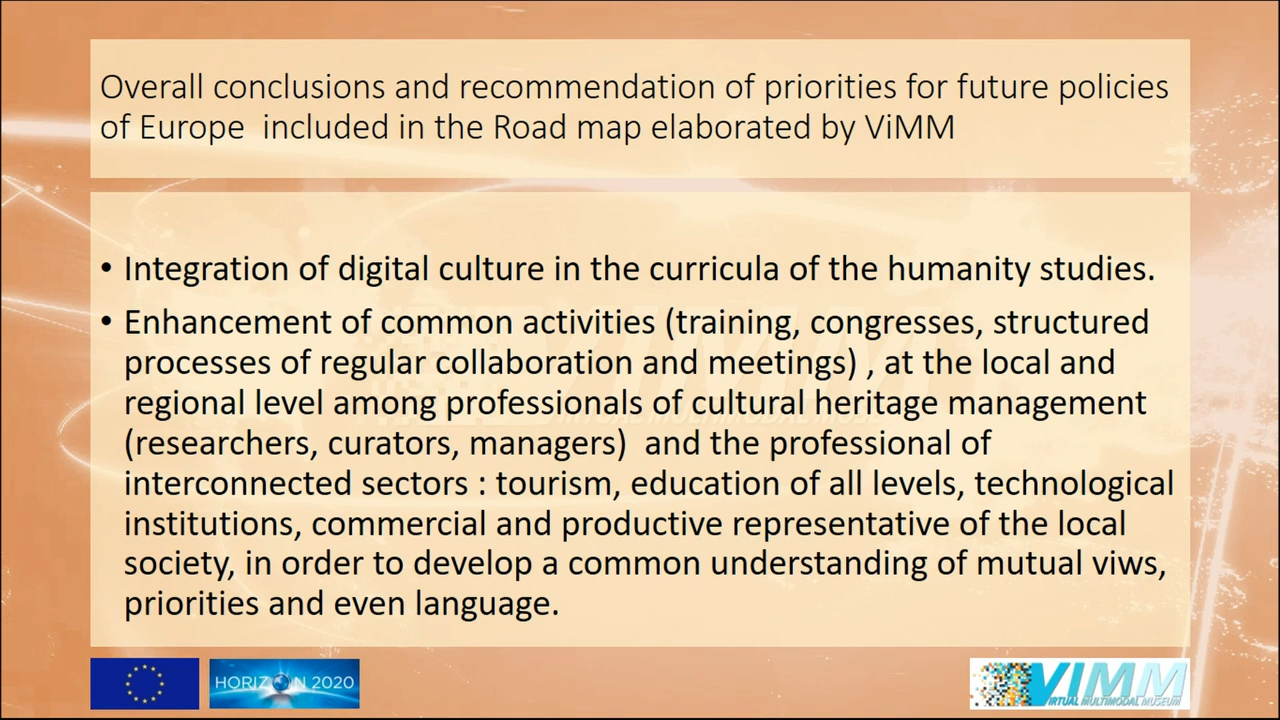 Overall conclusions and recommendation of priorities for future policies
of Europe  included in the Road map elaborated by ViMM
• Integration of digital culture in the curricula of the humanity studies.
• Enhancement of common activities (training, congresses, structured
processes of regular collaboration and meetings) , at the local and
regional level among professionals of cultural heritage management
(researchers, curators, managers)  and the professional of
interconnected sectors : tourism, education of all levels, technological
institutions, commercial and productive representative of the local
society, in order to develop a common understanding of mutual viws,
priorities and even language.
HORIZON 2020
VIMM
VIRTUAL MULTIMODAL MUSEUM